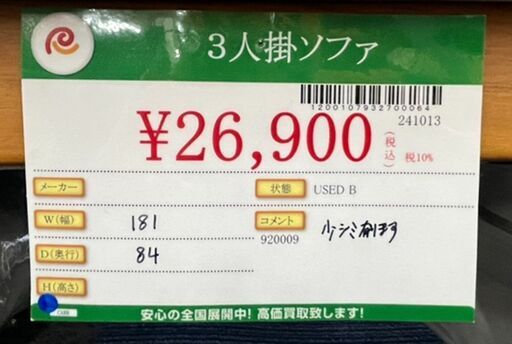 3人掛ソファ
1200107932700064
241013
¥26,900 (税込) 税10%
メーカー
状態 USED B
W(幅) 181
コメント 少シミ有ります
920009
D(奥行) 84
H(高さ)
安心の全国展開中!高価買取致します!